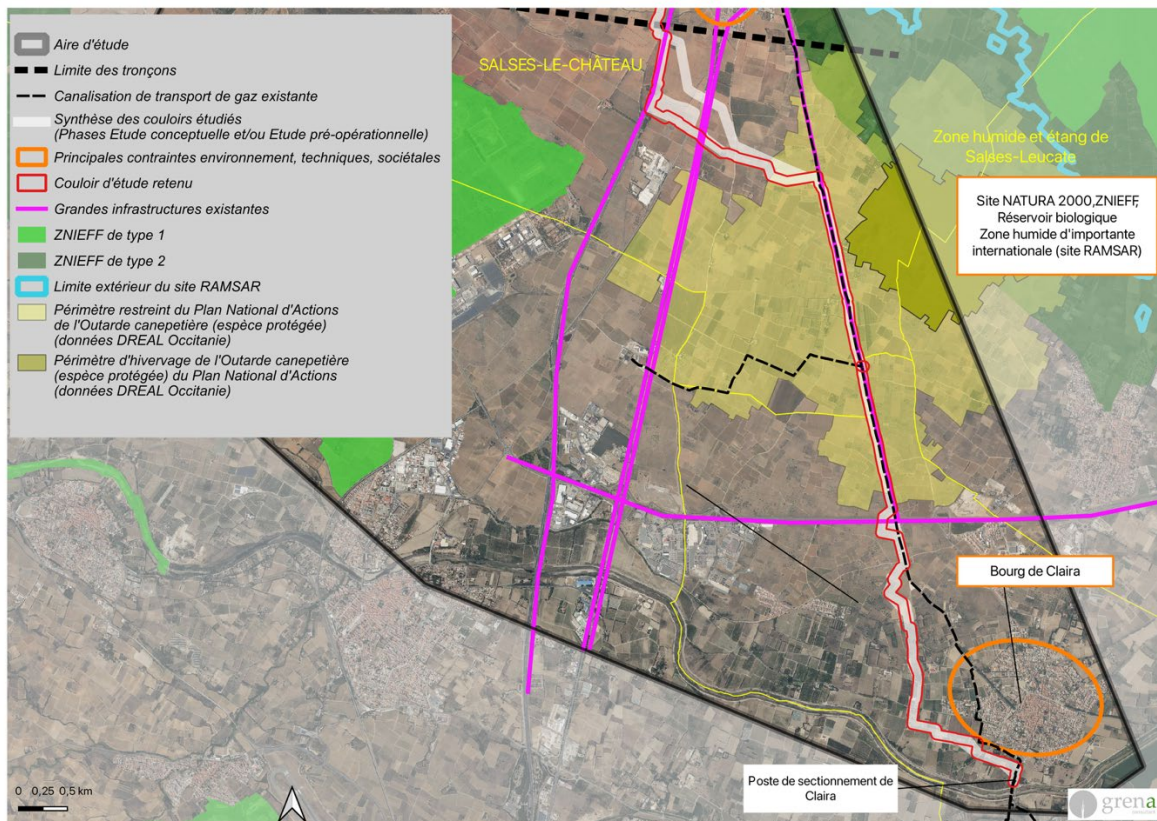 Aire d'étude
Limite des tronçons
Canalisation de transport de gaz existante
Synthèse des couloirs étudiés
(Phases Etude conceptuelle et/ou Etude pré-opérationnelle)
Principales contraintes environnement, techniques, sociétales
Couloir d'étude retenu
Grandes infrastructures existantes
ZNIEFF de type 1
ZNIEFF de type 2
Limite extérieur du site RAMSAR
Périmètre restreint du Plan National d'Actions
de l'Outarde canepetière (espèce protégée)
(données DREAL Occitanie)
Périmètre d'hivervage de l'Outarde canepetière
(espèce protégée) du Plan National d'Actions
(données DREAL Occitanie)
SALSES-LE-CHÂTEAU
Zone humide et étang de
Salses-Leucate
Site NATURA 2000,ZNIEFF,
Réservoir biologique
Zone humide d'importante
internationale (site RAMSAR)
Bourg de Claira
Poste de sectionnement de
Claira
0 0,25 0,5 km
grena